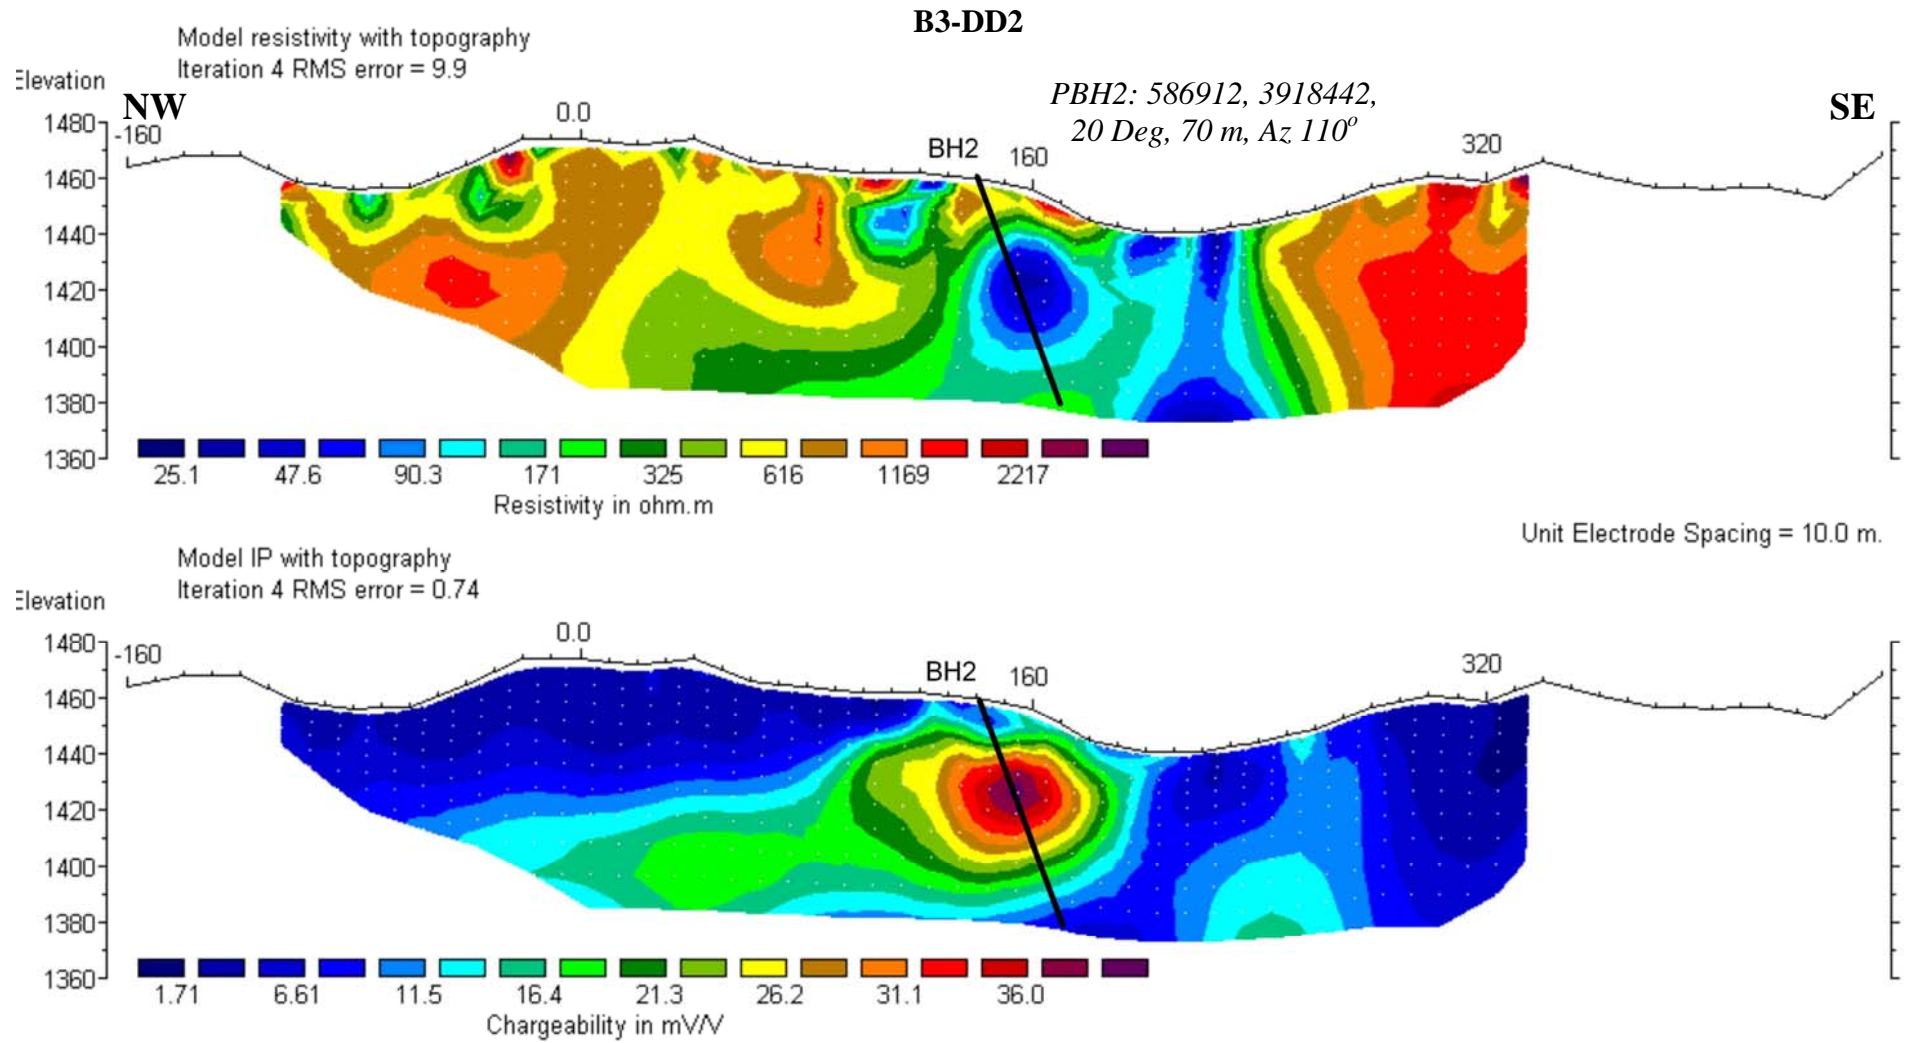 B3-DD2
Model resistivity with topography
Iteration 4 RMS error = 9.9
Elevation
NW
SE
PBH2: 586912, 3918442,
20 Deg, 70 m, Az 110°
-160
0.0
BH2
160
320
1480
1460
1440
1420
1400
1380
1360
25.1 47.6 90.3 171 325 616 1169 2217
Resistivity in ohm.m
Unit Electrode Spacing = 10.0 m.
Model IP with topography
Iteration 4 RMS error = 0.74
Elevation
-160
0.0
BH2
160
320
1480
1460
1440
1420
1400
1380
1360
1.71 6.61 11.5 16.4 21.3 26.2 31.1 36.0
Chargeability in mV/V